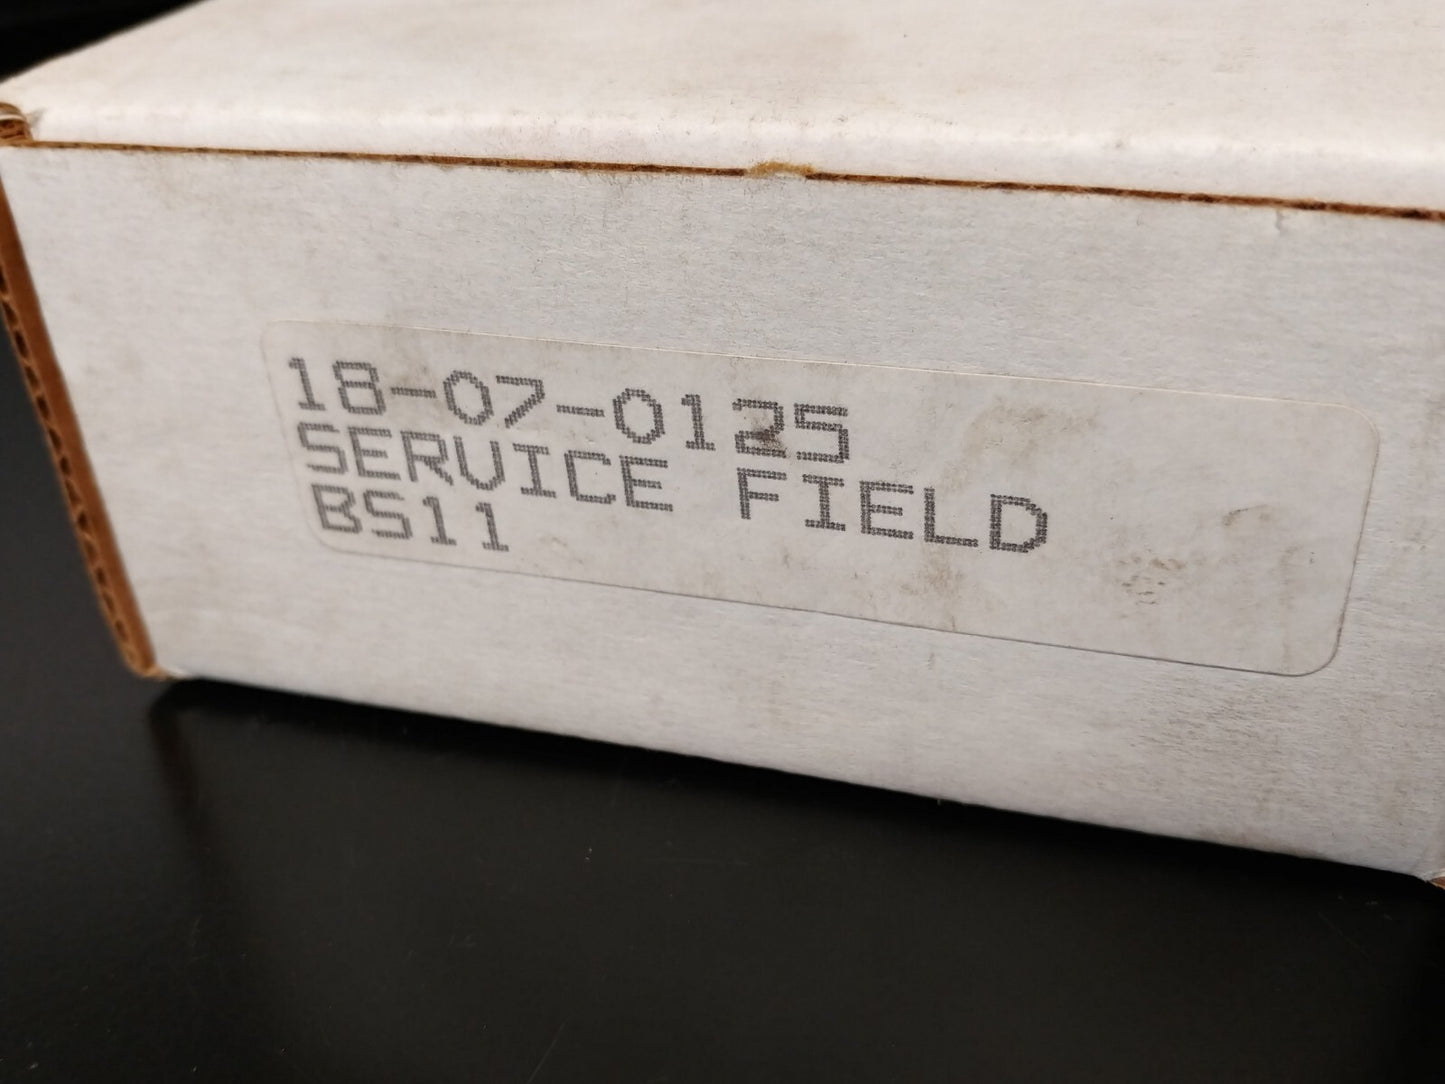 18-07-0125
SERVICE FIELD
BS11